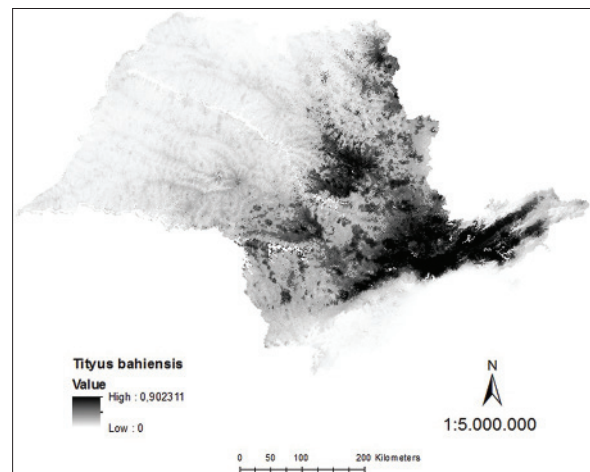 Tityus bahiensis
Value
High : 0,902311
Low : 0
N
1:5.000.000
0 50 100 200 Kilometers